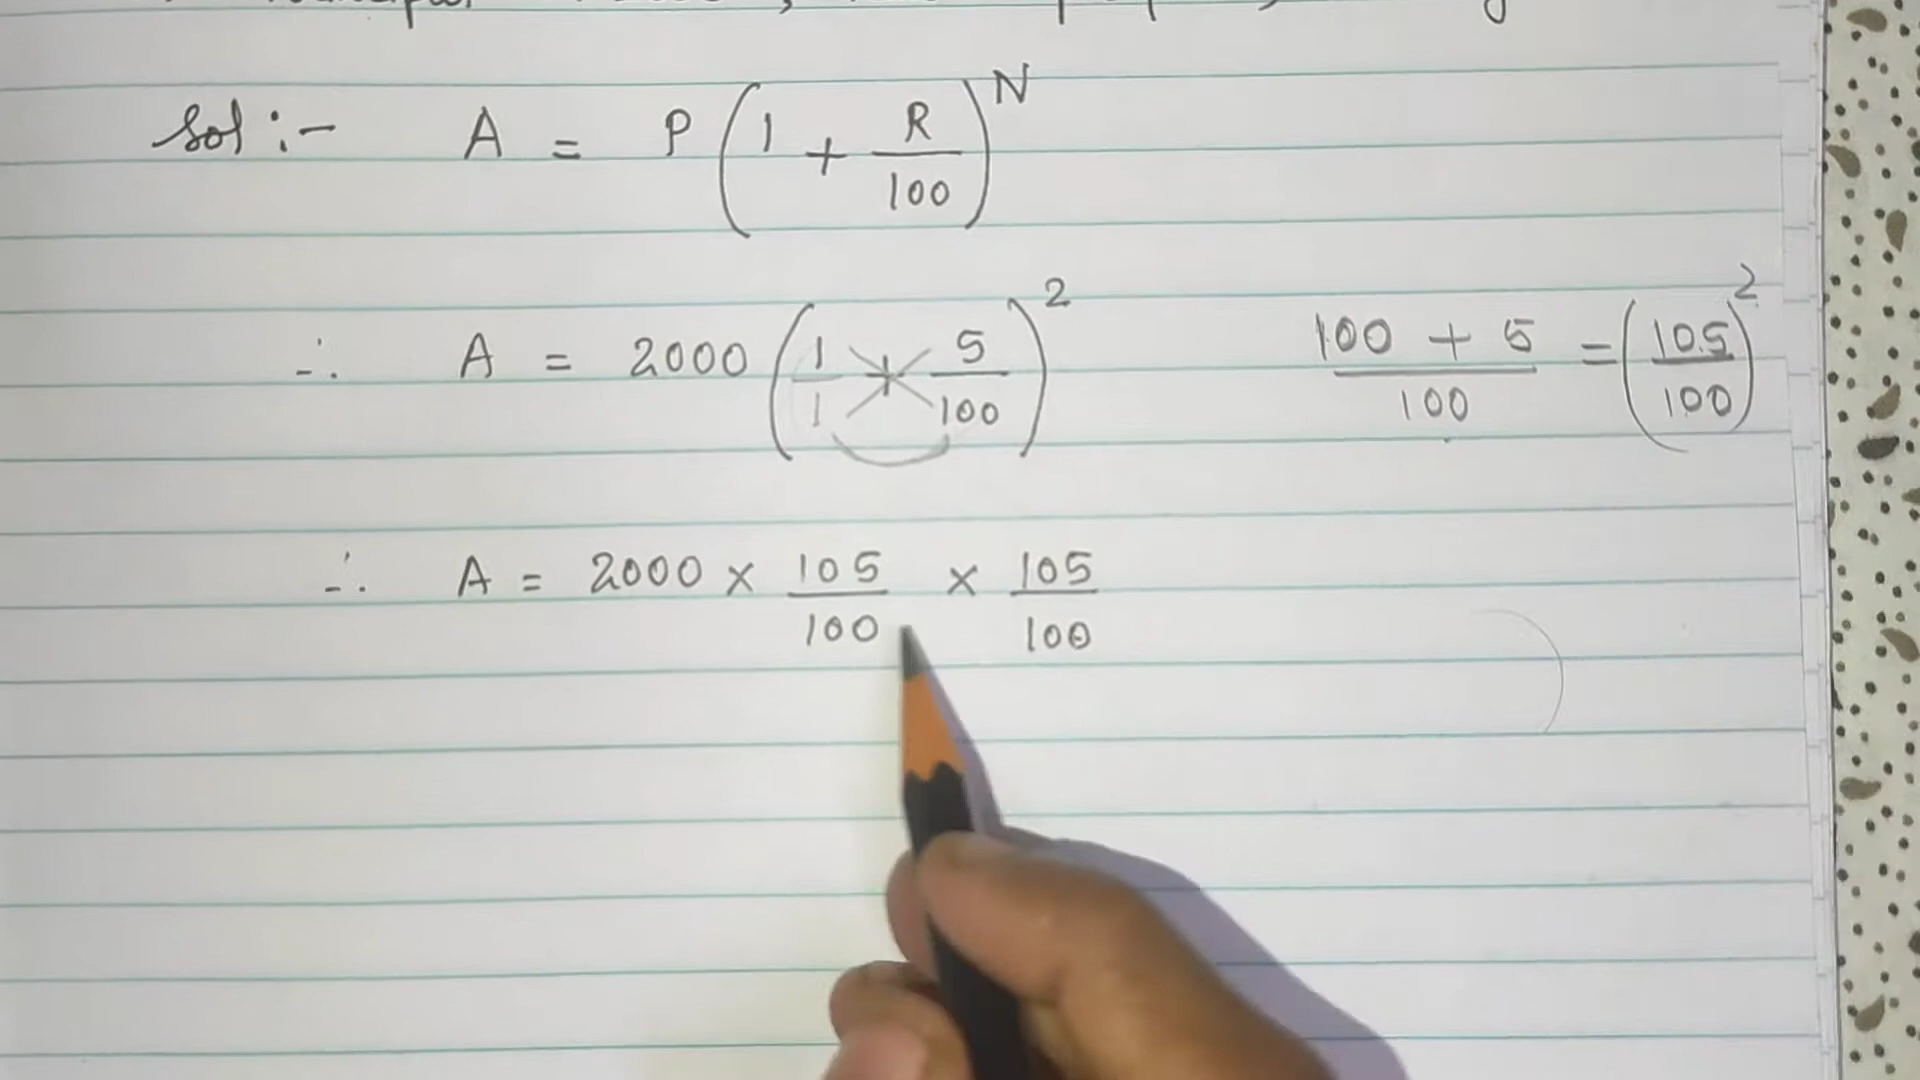 Sol :- A = P ( 1 + R/100 )^N
∴ A = 2000 ( 1/1 + 5/100 )^2
100 + 5 / 100 = ( 105/100 )^2
∴ A = 2000 × 105/100 × 105/100